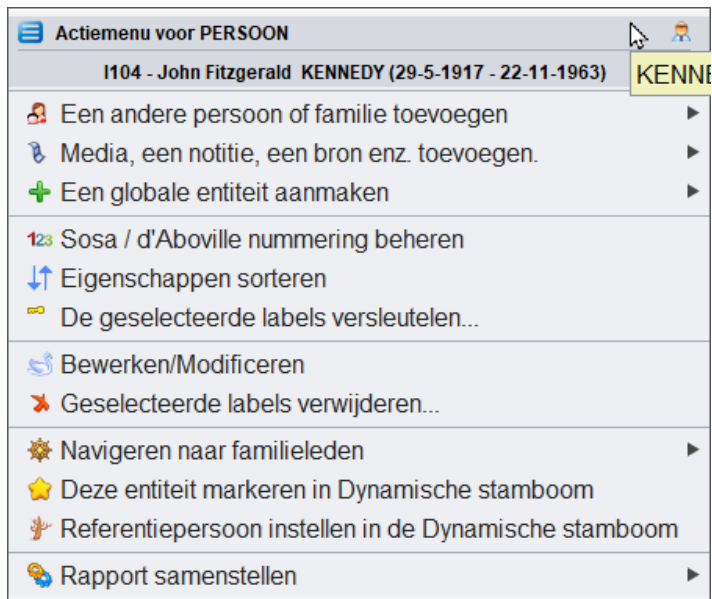 Actiemenu voor PERSOON
I104 - John Fitzgerald KENNEDY (29-5-1917 - 22-11-1963)
Een andere persoon of familie toevoegen
Media, een notitie, een bron enz. toevoegen.
Een globale entiteit aanmaken
123 Sosa / d'Aboville nummering beheren
Eigenschappen sorteren
De geselecteerde labels versleutelen...
Bewerken/Modificeren
Geselecteerde labels verwijderen...
Navigeren naar familieleden
Deze entiteit markeren in Dynamische stamboom
Referentiepersoon instellen in de Dynamische stamboom
Rapport samenstellen